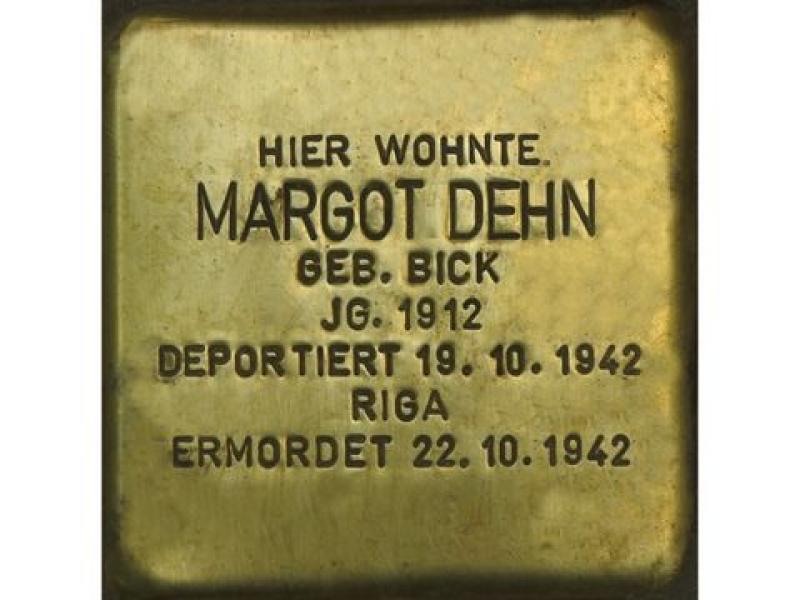 HIER WOHNTE
MARGOT DEHN
GEB. BICK
JG. 1912
DEPORTIERT 19. 10. 1942
RIGA
ERMORDET 22. 10. 1942